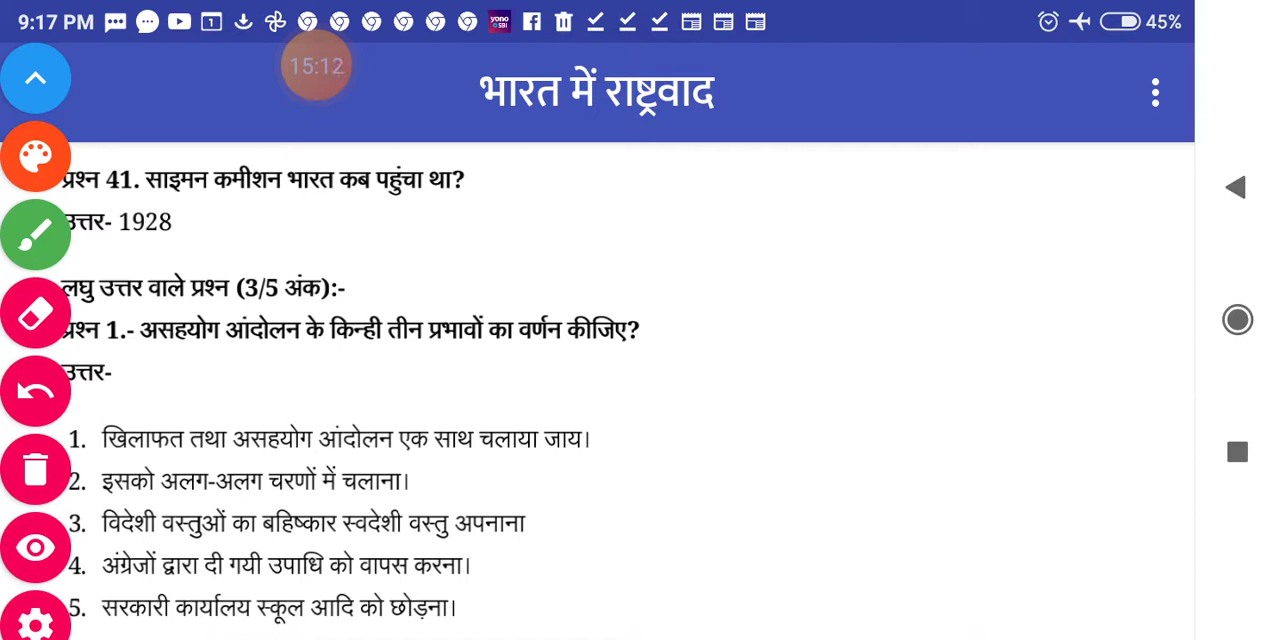 9:17 PM 1 yono SBI 45%
15:12
भारत में राष्ट्रवाद
प्रश्न 41. साइमन कमीशन भारत कब पहुंचा था?
उत्तर- 1928
लघु उत्तर वाले प्रश्न (3/5 अंक):-
प्रश्न 1.- असहयोग आंदोलन के किन्ही तीन प्रभावों का वर्णन कीजिए?
उत्तर-
1. खिलाफत तथा असहयोग आंदोलन एक साथ चलाया जाय।
2. इसको अलग-अलग चरणों में चलाना।
3. विदेशी वस्तुओं का बहिष्कार स्वदेशी वस्तु अपनाना
4. अंग्रेजों द्वारा दी गयी उपाधि को वापस करना।
5. सरकारी कार्यालय स्कूल आदि को छोड़ना।